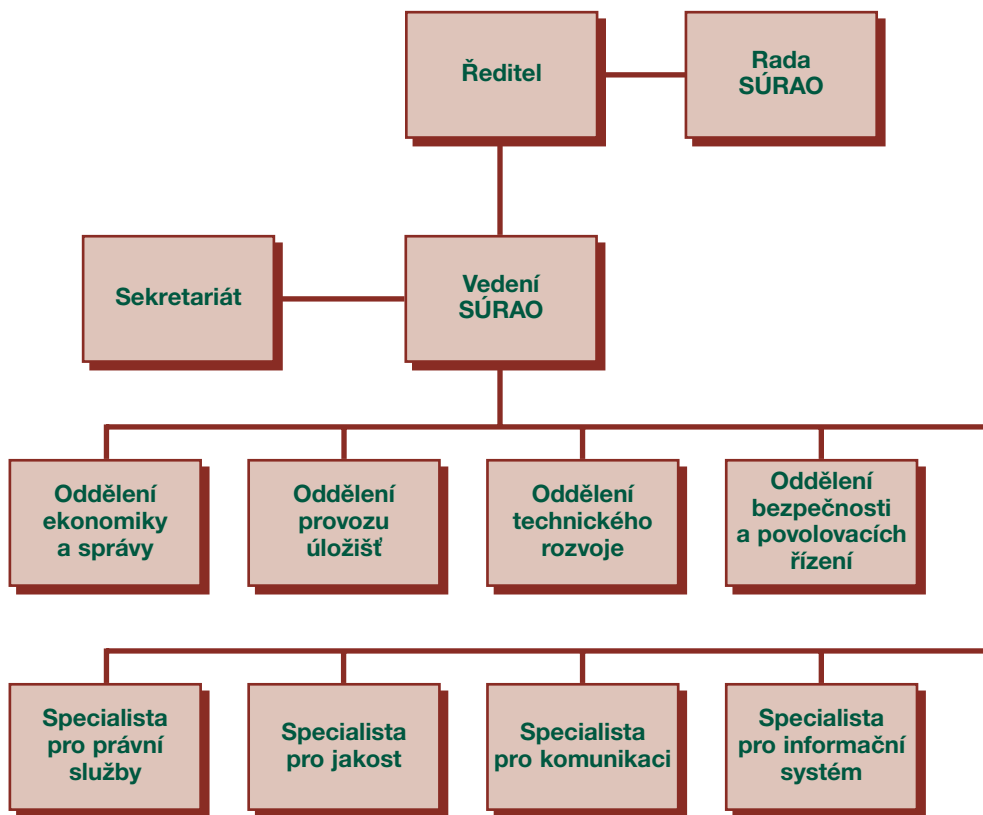 Ředitel
Rada
SÚRAO
Sekretariát
Vedení
SÚRAO
Oddělení
ekonomiky
a správy
Oddělení
provozu
úložišť
Oddělení
technického
rozvoje
Oddělení
bezpečnosti
a povolovacích
řízení
Specialista
pro právní
služby
Specialista
pro jakost
Specialista
pro komunikaci
Specialista
pro informační
systém